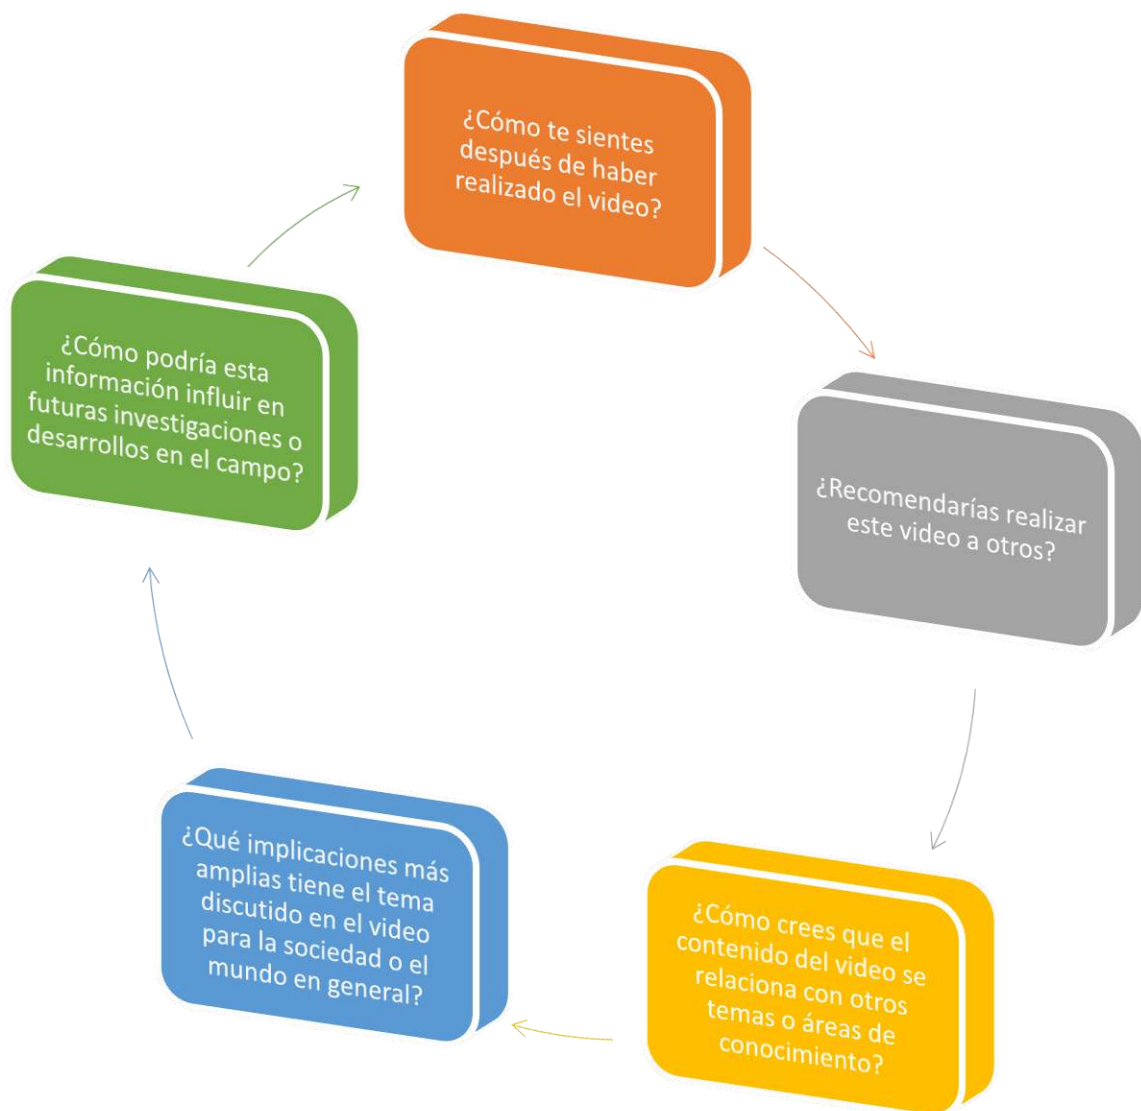 ¿Cómo te sientes
después de haber
realizado el video?
¿Recomendarías realizar
este video a otros?
¿Cómo crees que el
contenido del video se
relaciona con otros
temas o áreas de
conocimiento?
¿Qué implicaciones más
amplias tiene el tema
discutido en el video
para la sociedad o el
mundo en general?
¿Cómo podría esta
información influir en
futuras investigaciones o
desarrollos en el campo?